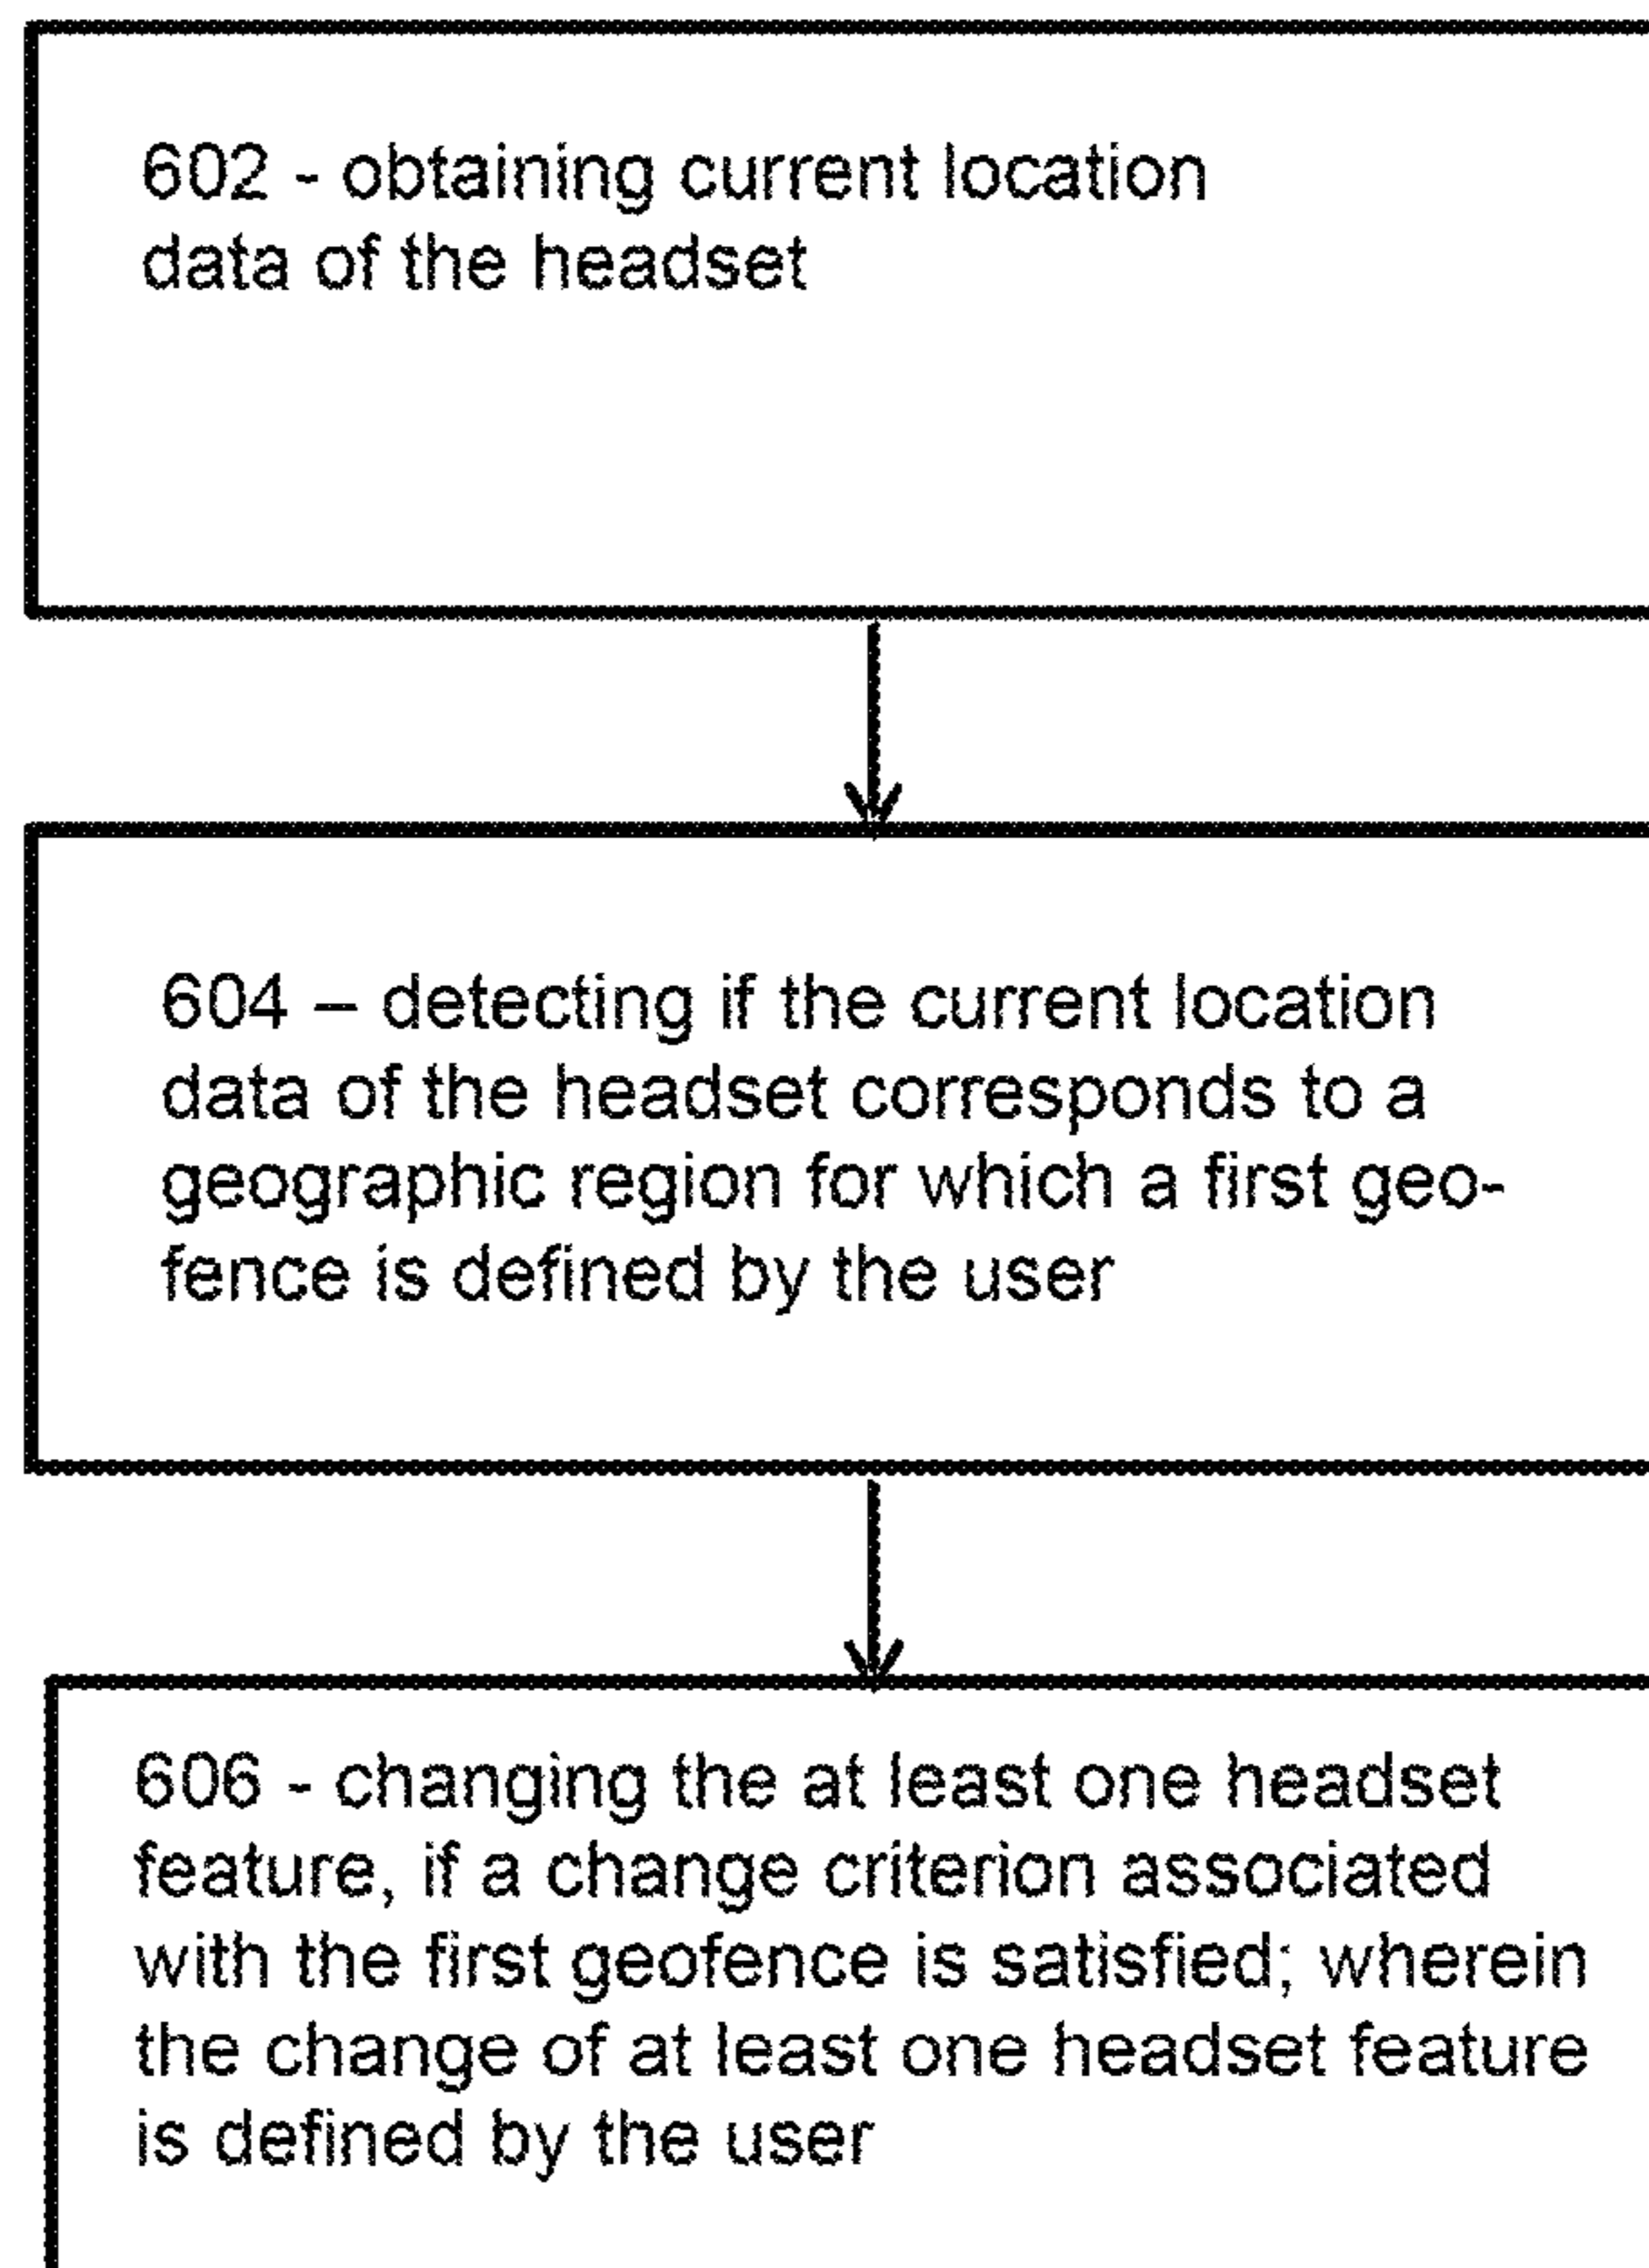 602 - obtaining current location
data of the headset
604 – detecting if the current location
data of the headset corresponds to a
geographic region for which a first geo-
fence is defined by the user
606 - changing the at least one headset
feature, if a change criterion associated
with the first geofence is satisfied; wherein
the change of at least one headset feature
is defined by the user